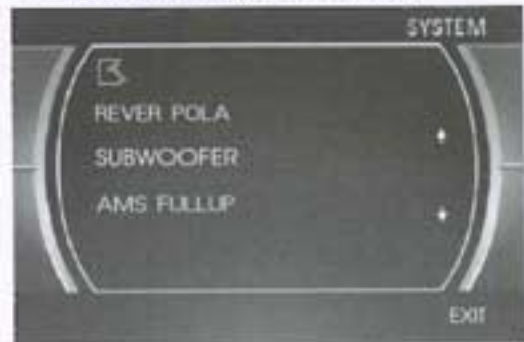 SYSTEM
REVER POLA
SUBWOOFER
AMS FULLUP
EXIT